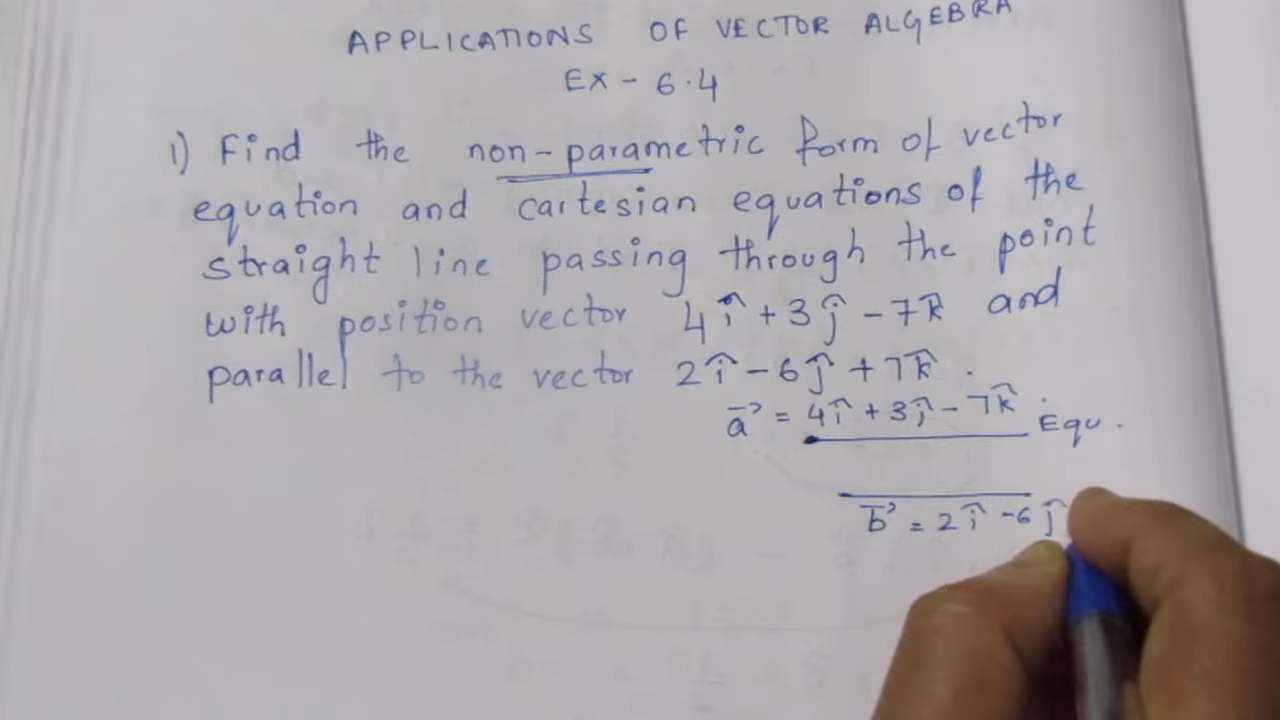 APPLICATIONS OF VECTOR ALGEBRA
EX - 6.4
1) Find the non-parametric form of vector
equation and cartesian equations of the
straight line passing through the point
with position vector 4î + 3ĵ - 7k̂ and
parallel to the vector 2î - 6ĵ + 7k̂ .
a⃗ = 4î + 3ĵ - 7k̂ Equ .
b⃗ = 2î - 6ĵ